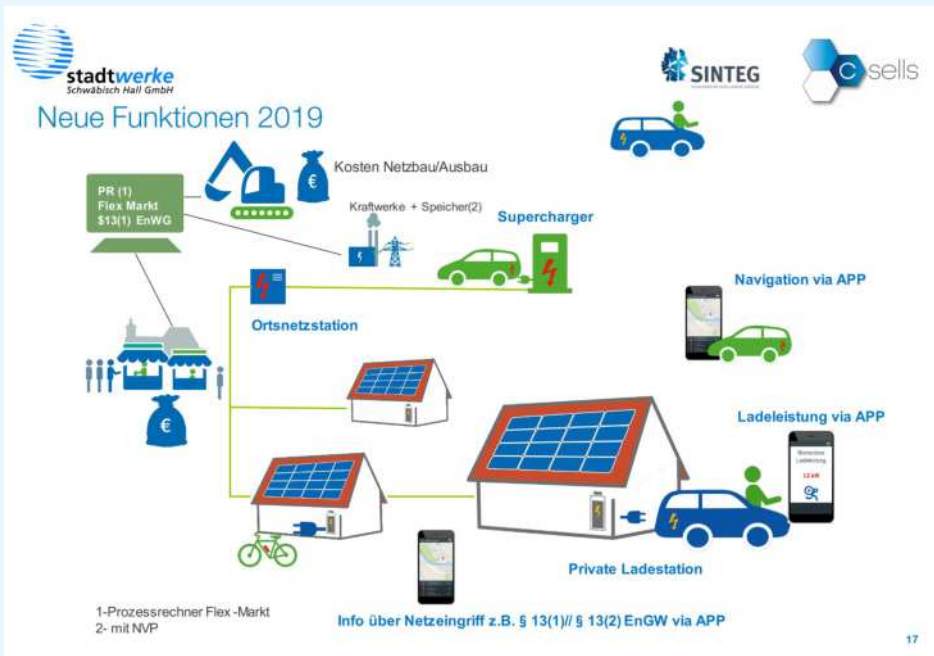 stadtwerke
Schwäbisch Hall GmbH
SINTEG
C sells
Neue Funktionen 2019
Kosten Netzbau/Ausbau
€
PR (1)
Flex Markt
$13(1) EnWG
Kraftwerke + Speicher(2)
Supercharger
Navigation via APP
Ortsnetzstation
€
Ladeleistung via APP
Ladeleistung
Private Ladestation
1-Prozessrechner Flex -Markt
2- mit NVP
Info über Netzeingriff z.B. § 13(1)// § 13(2) EnGW via APP
17